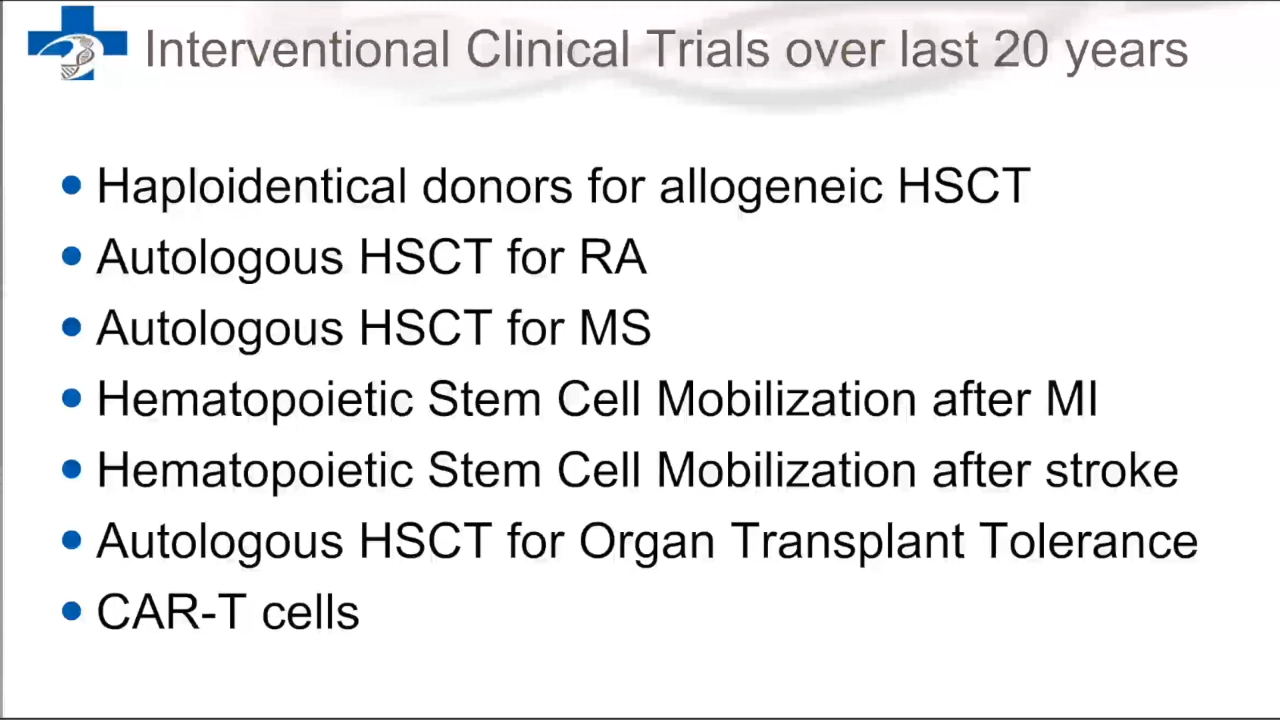 Interventional Clinical Trials over last 20 years
• Haploidentical donors for allogeneic HSCT
• Autologous HSCT for RA
• Autologous HSCT for MS
• Hematopoietic Stem Cell Mobilization after MI
• Hematopoietic Stem Cell Mobilization after stroke
• Autologous HSCT for Organ Transplant Tolerance
• CAR-T cells